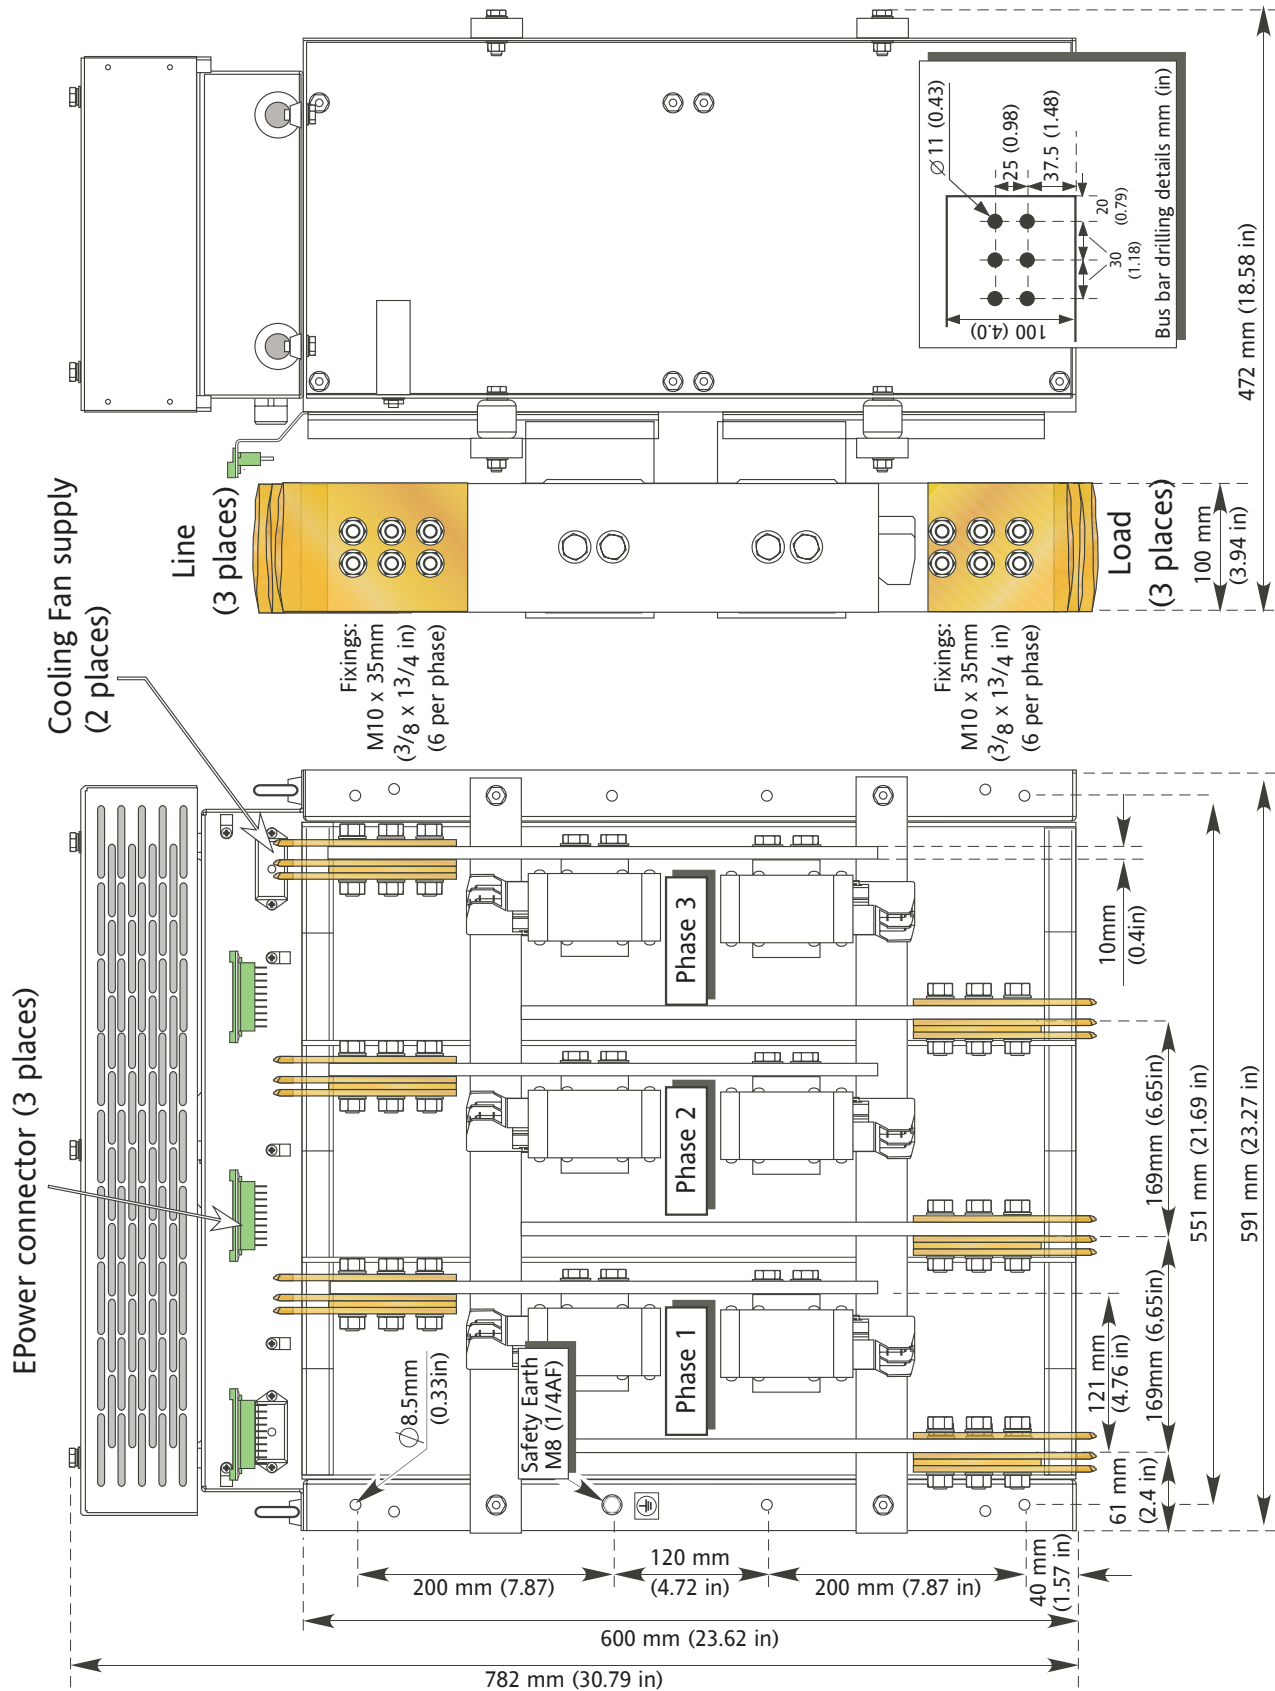 EPower connector (3 places)
Cooling Fan supply
(2 places)
Line
(3 places)
Load
(3 places)
Fixings:
M10 x 35mm
(3/8 x 13/4 in)
(6 per phase)
Fixings:
M10 x 35mm
(3/8 x 13/4 in)
(6 per phase)
Ø 11 (0.43)
25 (0.98)
37.5 (1.48)
20
(0.79)
30
(1.18)
100 (4.0)
Bus bar drilling details mm (in)
472 mm (18.58 in)
100 mm
(3.94 in)
Phase 3
Phase 2
Phase 1
Ø8.5mm
(0.33in)
Safety Earth
M8 (1/4AF)
10mm
(0.4in)
169mm (6.65in)
169mm (6,65in)
121 mm
(4.76 in)
61 mm
(2.4 in)
551 mm (21.69 in)
591 mm (23.27 in)
200 mm (7.87)
120 mm
(4.72 in)
200 mm (7.87 in)
40 mm
(1.57 in)
600 mm (23.62 in)
782 mm (30.79 in)